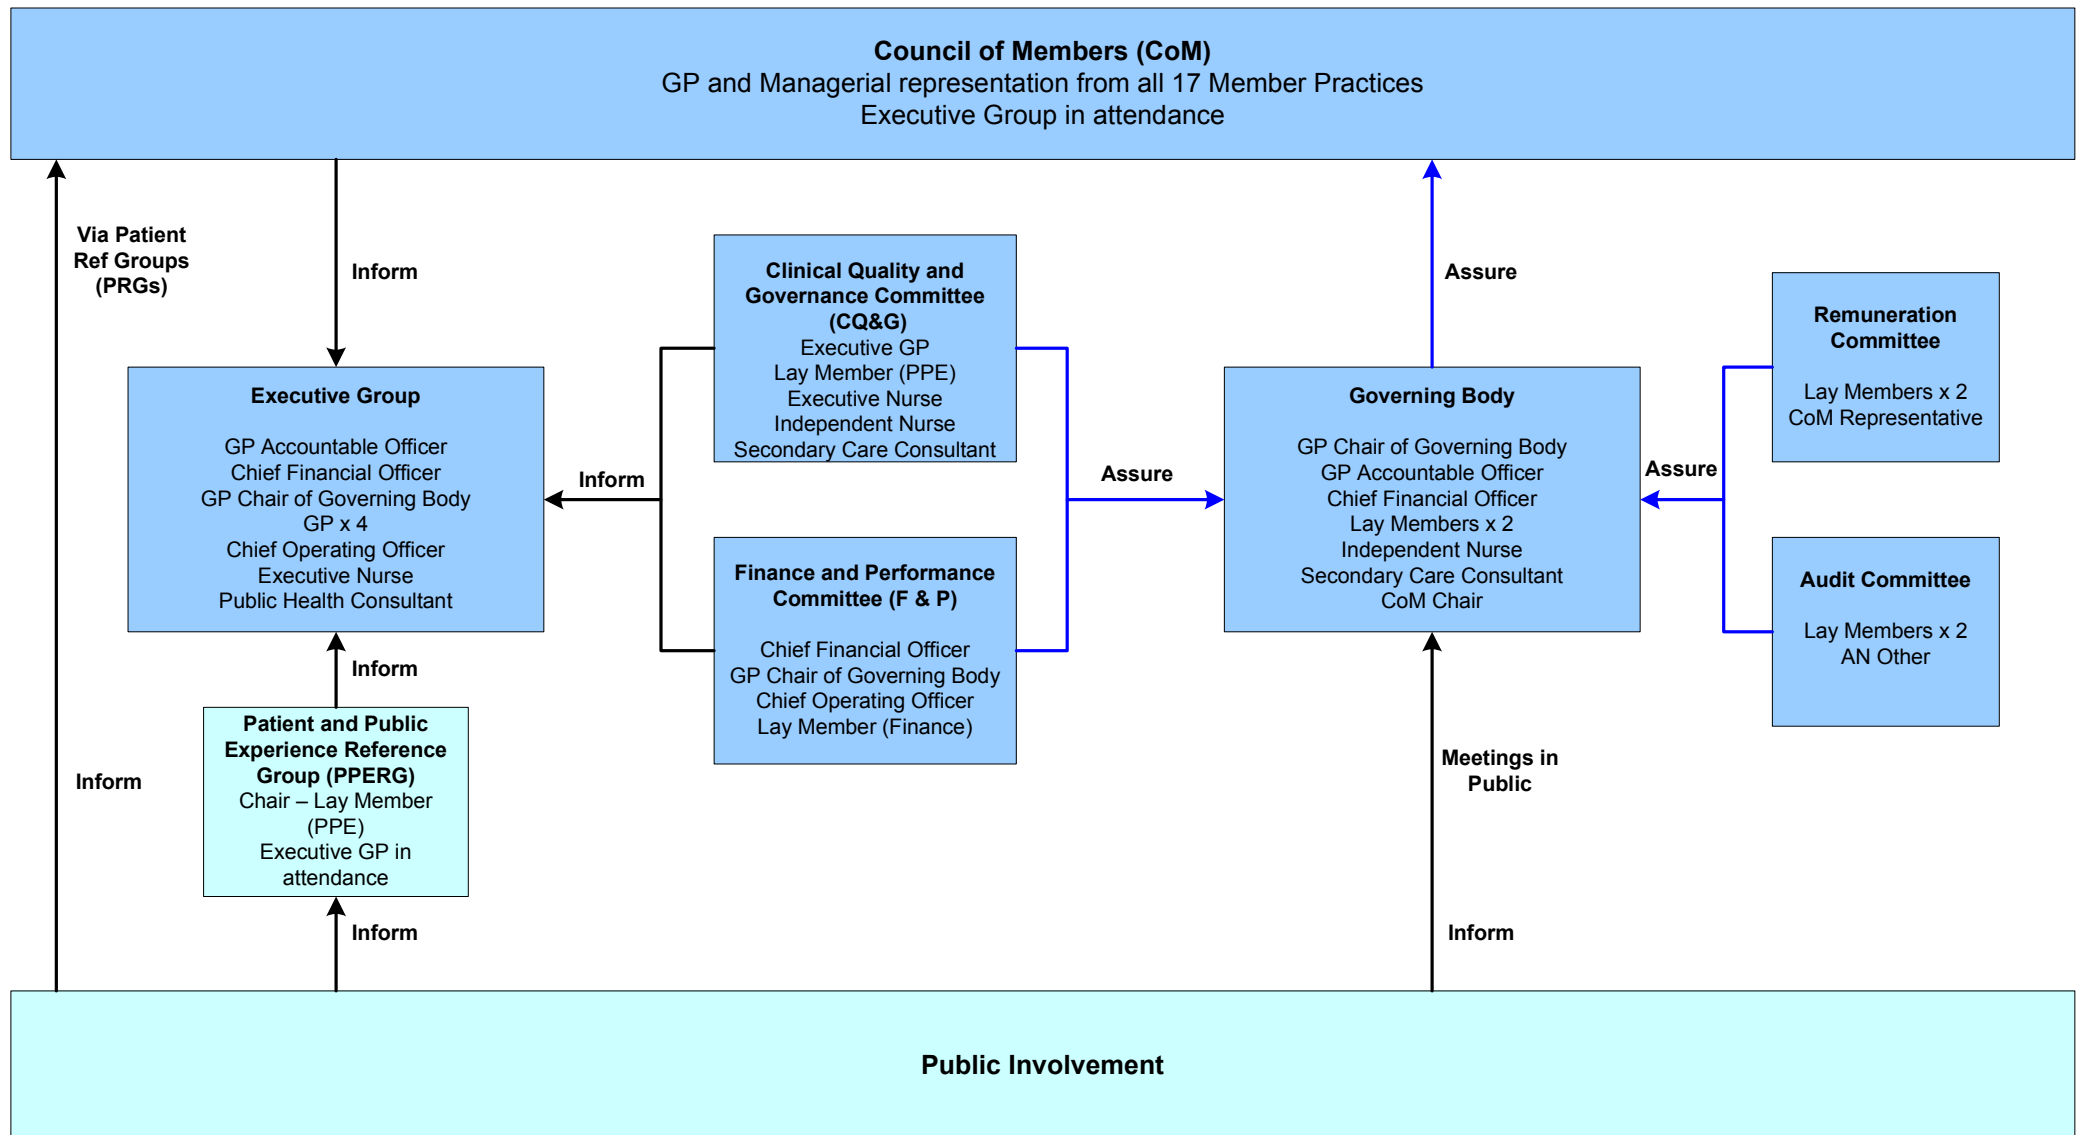 Council of Members (CoM)
GP and Managerial representation from all 17 Member Practices
Executive Group in attendance
Via Patient
Ref Groups
(PRGs)
Inform
Clinical Quality and
Governance Committee
(CQ&G)
Executive GP
Lay Member (PPE)
Executive Nurse
Independent Nurse
Secondary Care Consultant
Assure
Remuneration
Committee
Lay Members x 2
CoM Representative
Executive Group
GP Accountable Officer
Chief Financial Officer
GP Chair of Governing Body
GP x 4
Chief Operating Officer
Executive Nurse
Public Health Consultant
Inform
Assure
Governing Body
GP Chair of Governing Body
GP Accountable Officer
Chief Financial Officer
Lay Members x 2
Independent Nurse
Secondary Care Consultant
CoM Chair
Assure
Finance and Performance
Committee (F & P)
Chief Financial Officer
GP Chair of Governing Body
Chief Operating Officer
Lay Member (Finance)
Audit Committee
Lay Members x 2
AN Other
Inform
Patient and Public
Experience Reference
Group (PPERG)
Chair – Lay Member
(PPE)
Executive GP in
attendance
Inform
Meetings in
Public
Inform
Inform
Public Involvement